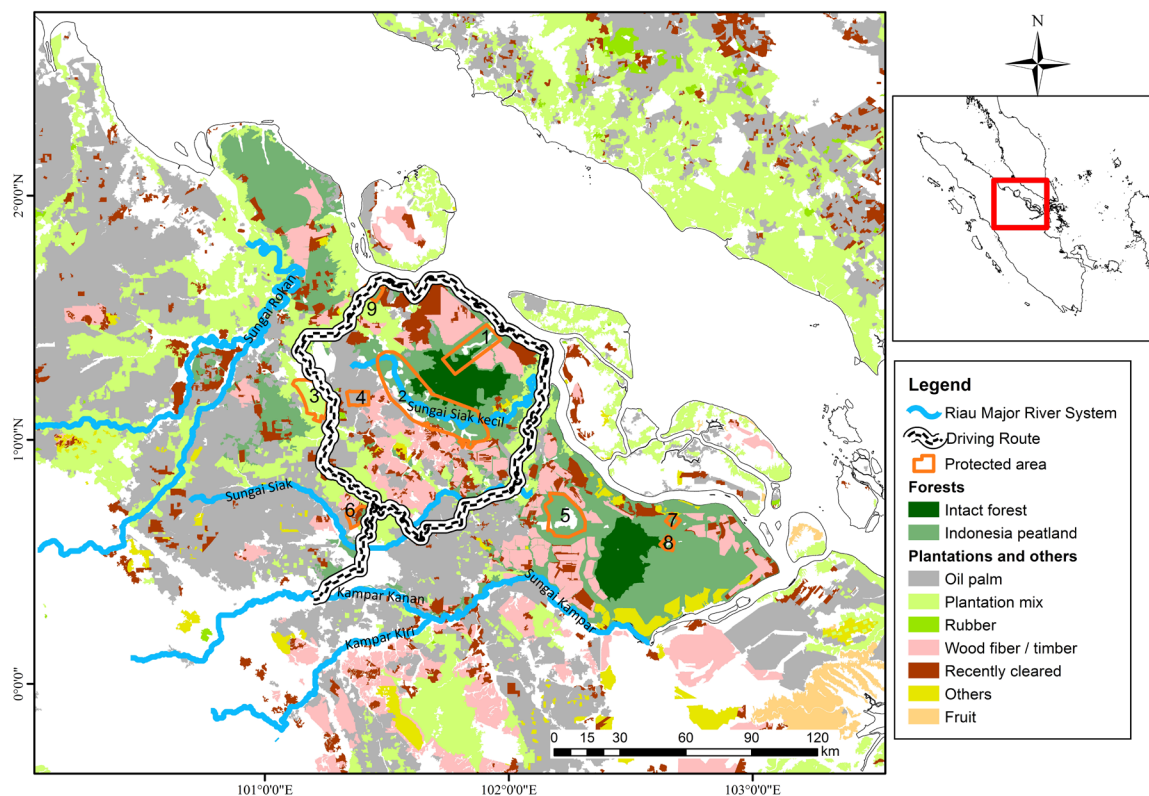 N
2°0'0"N
1°0'0"N
0°0'0"
101°0'0"E
102°0'0"E
103°0'0"E
Sungai Rokan
9
1
3
4
2
Sungai Siak kecil
Sungai Siak
6
5
7
8
Kampar Kanan
Sungai Kampar
Kampar Kiri
0 15 30 60 90 120
km
Legend
Riau Major River System
Driving Route
Protected area
Forests
Intact forest
Indonesia peatland
Plantations and others
Oil palm
Plantation mix
Rubber
Wood fiber / timber
Recently cleared
Others
Fruit